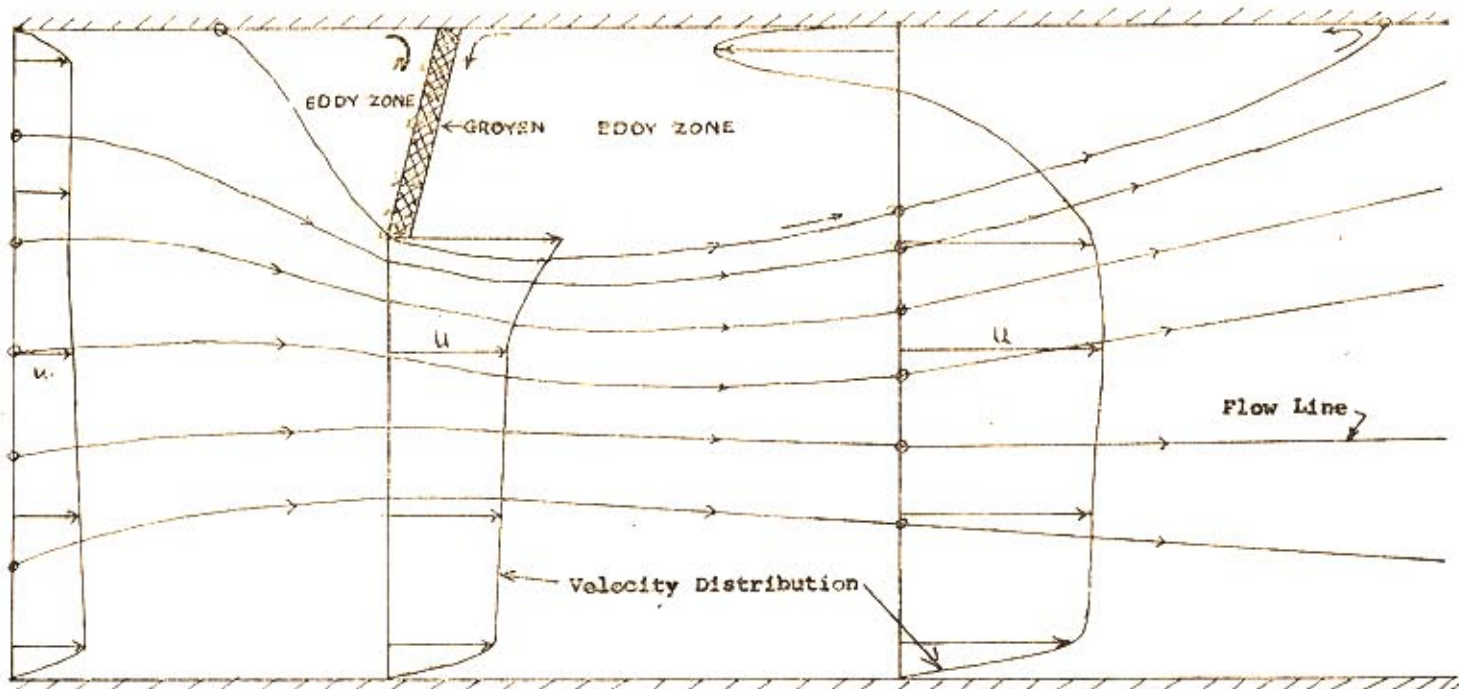 EDDY ZONE
GROYEN
EDDY ZONE
u
U
U
Flow Line
Velocity Distribution